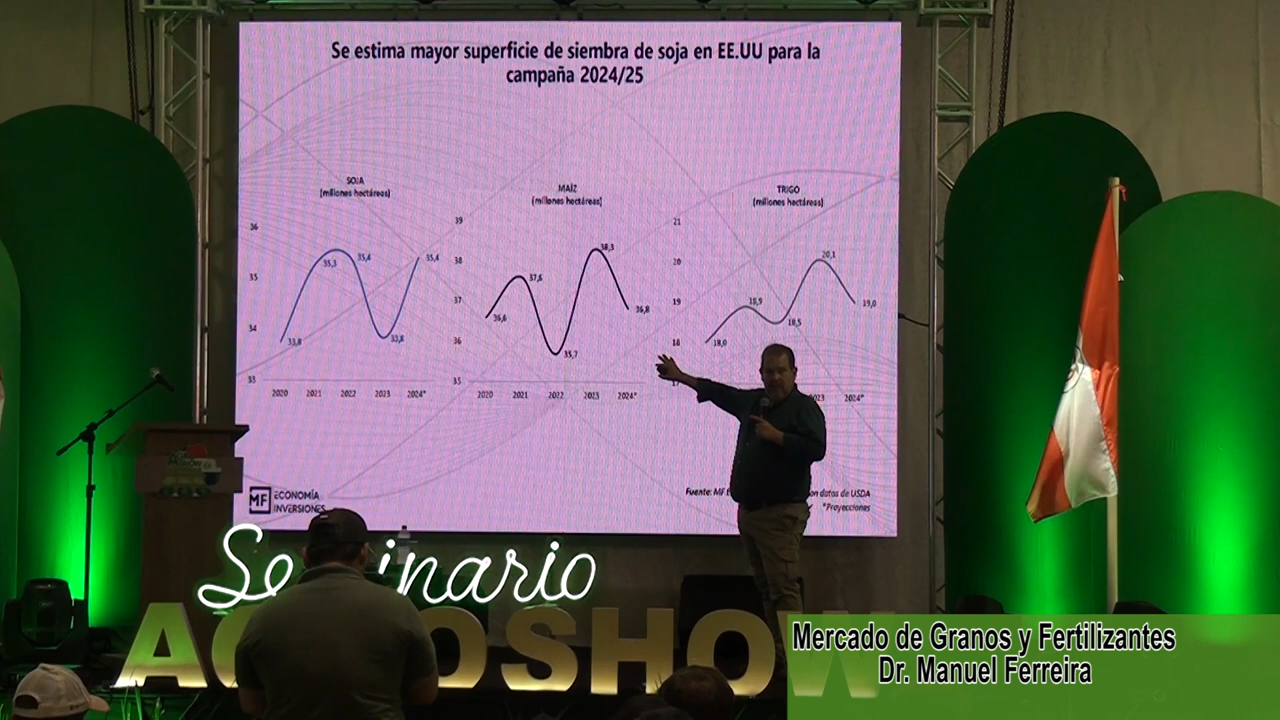 Se estima mayor superficie de siembra de soja en EE.UU para la
campaña 2024/25
SOJA
(millones hectáreas)
36
35
34
33
33,8
35,3
35,4
33,8
35,4
2020 2021 2022 2023 2024*
MAÍZ
(millones hectáreas)
39
38
37
36
35
36,6
37,6
35,7
38,3
36,8
2020 2021 2022 2023 2024*
TRIGO
(millones hectáreas)
21
20
19
18
18,0
18,9
18,5
20,1
19,0
2023 2024*
MF ECONOMÍA
INVERSIONES
Fuente: MF
datos de USDA
*Proyecciones
Mercado de Granos y Fertilizantes
Dr. Manuel Ferreira